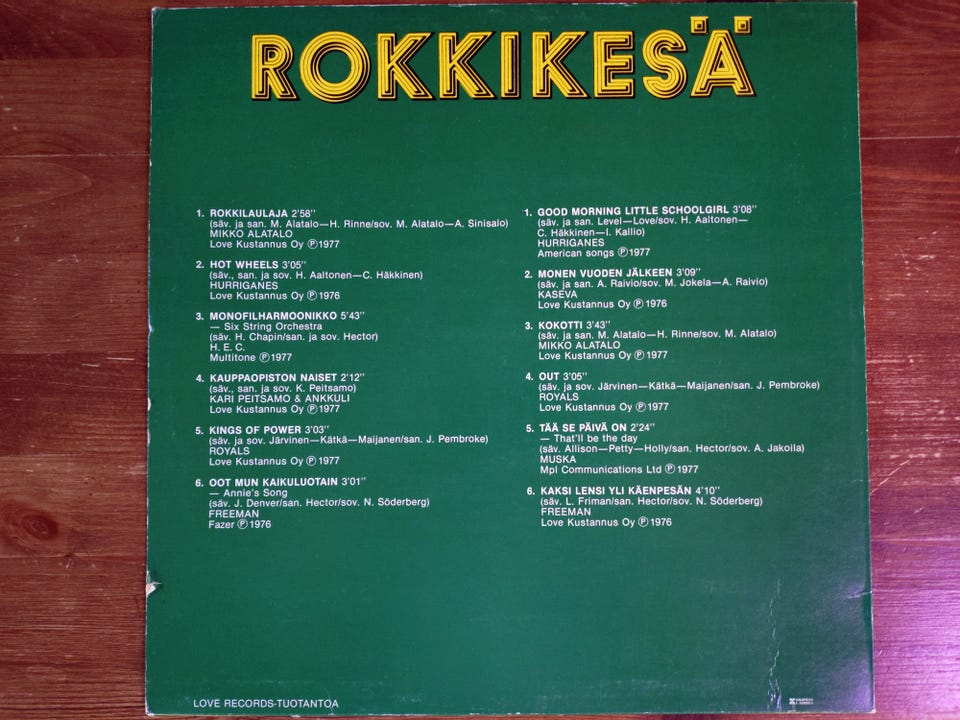 ROKKIKESÄ
1. ROKKILAULAJA 2'58''
(säv. ja san. M. Alatalo—H. Rinne/sov. M. Alatalo—A. Sinisalo)
MIKKO ALATALO
Love Kustannus Oy ℗ 1977
2. HOT WHEELS 3'05''
(säv., san. ja sov. H. Aaltonen—C. Häkkinen)
HURRIGANES
Love Kustannus Oy ℗ 1976
3. MONOFILHARMOONIKKO 5'43''
— Six String Orchestra
(säv. H. Chapin/san. ja sov. Hector)
H. E. C.
Multitone ℗ 1977
4. KAUPPAOPISTON NAISET 2'12''
(säv., san. ja sov. K. Peitsamo)
KARI PEITSAMO & ANKKULI
Love Kustannus Oy ℗ 1977
5. KINGS OF POWER 3'03''
(säv. ja sov. Järvinen—Kätkä—Maijanen/san. J. Pembroke)
ROYALS
Love Kustannus Oy ℗ 1977
6. OOT MUN KAIKULUOTAIN 3'01''
— Annie's Song
(säv. J. Denver/san. Hector/sov. N. Söderberg)
FREEMAN
Fazer ℗ 1976
1. GOOD MORNING LITTLE SCHOOLGIRL 3'08''
(säv. ja san. Level—Love/sov. H. Aaltonen—
C. Häkkinen—I. Kallio)
HURRIGANES
American songs ℗ 1977
2. MONEN VUODEN JÄLKEEN 3'09''
(säv. ja san. A. Raivio/sov. M. Jokela—A. Raivio)
KASEVA
Love Kustannus Oy ℗ 1976
3. KOKOTTI 3'43''
(säv. ja san. M. Alatalo—H. Rinne/sov. M. Alatalo)
MIKKO ALATALO
Love Kustannus Oy ℗ 1977
4. OUT 3'05''
(säv. ja sov. Järvinen—Kätkä—Maijanen/san. J. Pembroke)
ROYALS
Love Kustannus Oy ℗ 1977
5. TÄÄ SE PÄIVÄ ON 2'24''
— That'll be the day
(säv. Allison—Petty—Holly/san. Hector/sov. A. Jakoila)
MUSKA
Mpl Communications Ltd ℗ 1977
6. KAKSI LENSI YLI KÄENPESÄN 4'10''
(säv. L. Friman/san. Hector/sov. N. Söderberg)
FREEMAN
Love Kustannus Oy ℗ 1976
LOVE RECORDS-TUOTANTOA